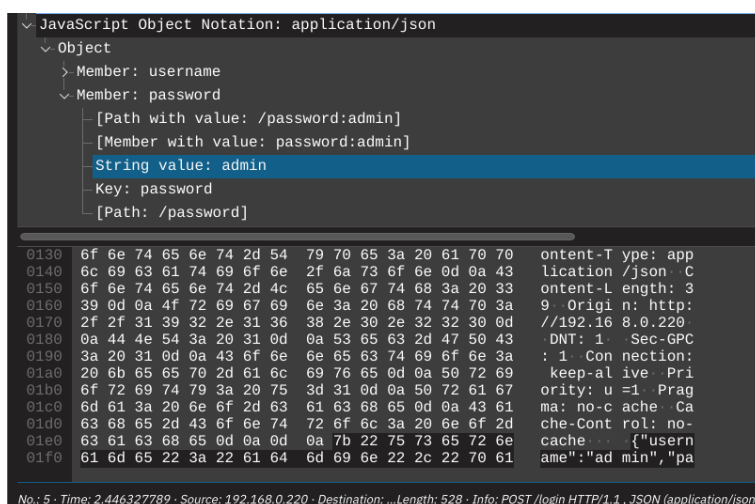 JavaScript Object Notation: application/json
Object
Member: username
Member: password
[Path with value: /password:admin]
[Member with value: password:admin]
String value: admin
Key: password
[Path: /password]
0130 6f 6e 74 65 6e 74 2d 54 79 70 65 3a 20 61 70 70 ontent-T ype: app
0140 6c 69 63 61 74 69 6f 6e 2f 6a 73 6f 6e 0d 0a 43 lication /json··C
0150 6f 6e 74 65 6e 74 2d 4c 65 6e 67 74 68 3a 20 33 ontent-L ength: 3
0160 39 0d 0a 4f 72 69 67 69 6e 3a 20 68 74 74 70 3a 9··Origi n: http:
0170 2f 2f 31 39 32 2e 31 36 38 2e 30 2e 32 32 30 0d //192.16 8.0.220·
0180 0a 44 4e 54 3a 20 31 0d 0a 53 65 63 2d 47 50 43 ·DNT: 1· ·Sec-GPC
0190 3a 20 31 0d 0a 43 6f 6e 6e 65 63 74 69 6f 6e 3a : 1··Con nection:
01a0 20 6b 65 65 70 2d 61 6c 69 76 65 0d 0a 50 72 69 keep-al ive··Pri
01b0 6f 72 69 74 79 3a 20 75 3d 31 0d 0a 50 72 61 67 ority: u =1··Prag
01c0 6d 61 3a 20 6e 6f 2d 63 61 63 68 65 0d 0a 43 61 ma: no-c ache··Ca
01d0 63 68 65 2d 43 6f 6e 74 72 6f 6c 3a 20 6e 6f 2d che-Cont rol: no-
01e0 63 61 63 68 65 0d 0a 0d 0a 7b 22 75 73 65 72 6e cache··· ·{"usern
01f0 61 6d 65 22 3a 22 61 64 6d 69 6e 22 2c 22 70 61 ame":"ad min","pa
No.: 5 · Time: 2.446327789 · Source: 192.168.0.220 · Destination: ...Length: 528 · Info: POST /login HTTP/1.1 , JSON (application/json